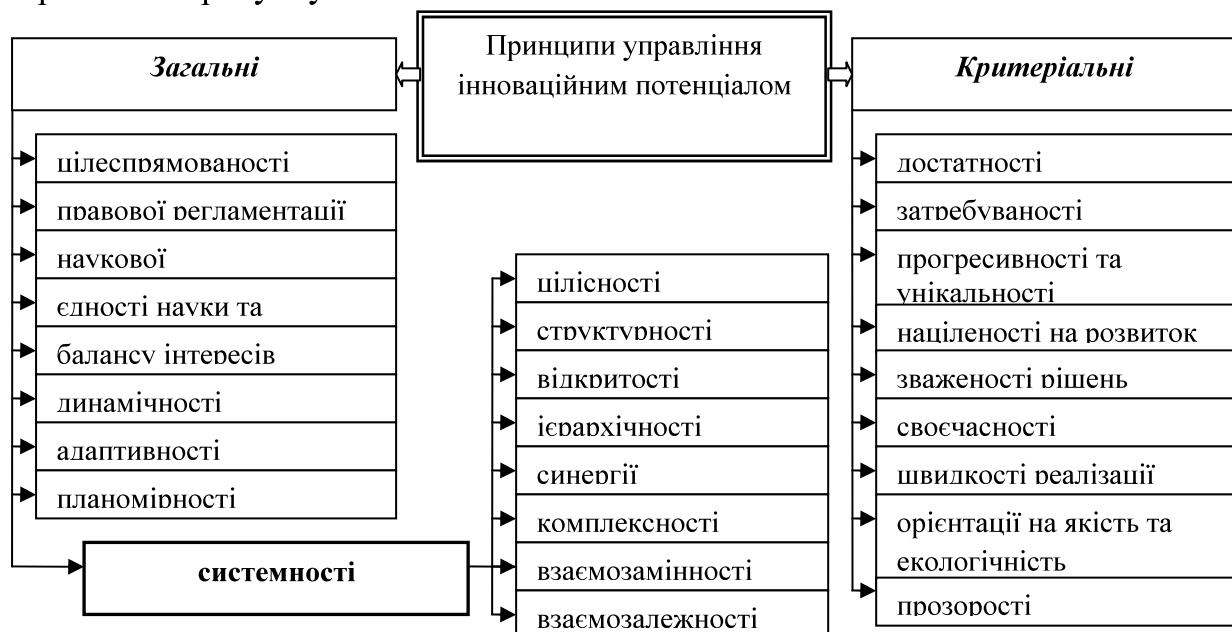 Принципи управління
інноваційним потенціалом
Загальні
цілеспрямованості
правової регламентації
наукової
єдності науки та
балансу інтересів
динамічності
адаптивності
планомірності
системності
цілісності
структурності
відкритості
ієрархічності
синергії
комплексності
взаємозамінності
взаємозалежності
Критеріальні
достатності
затребуваності
прогресивності та
унікальності
націленості на розвиток
зваженості рішень
своєчасності
швидкості реалізації
орієнтації на якість та
екологічність
прозорості